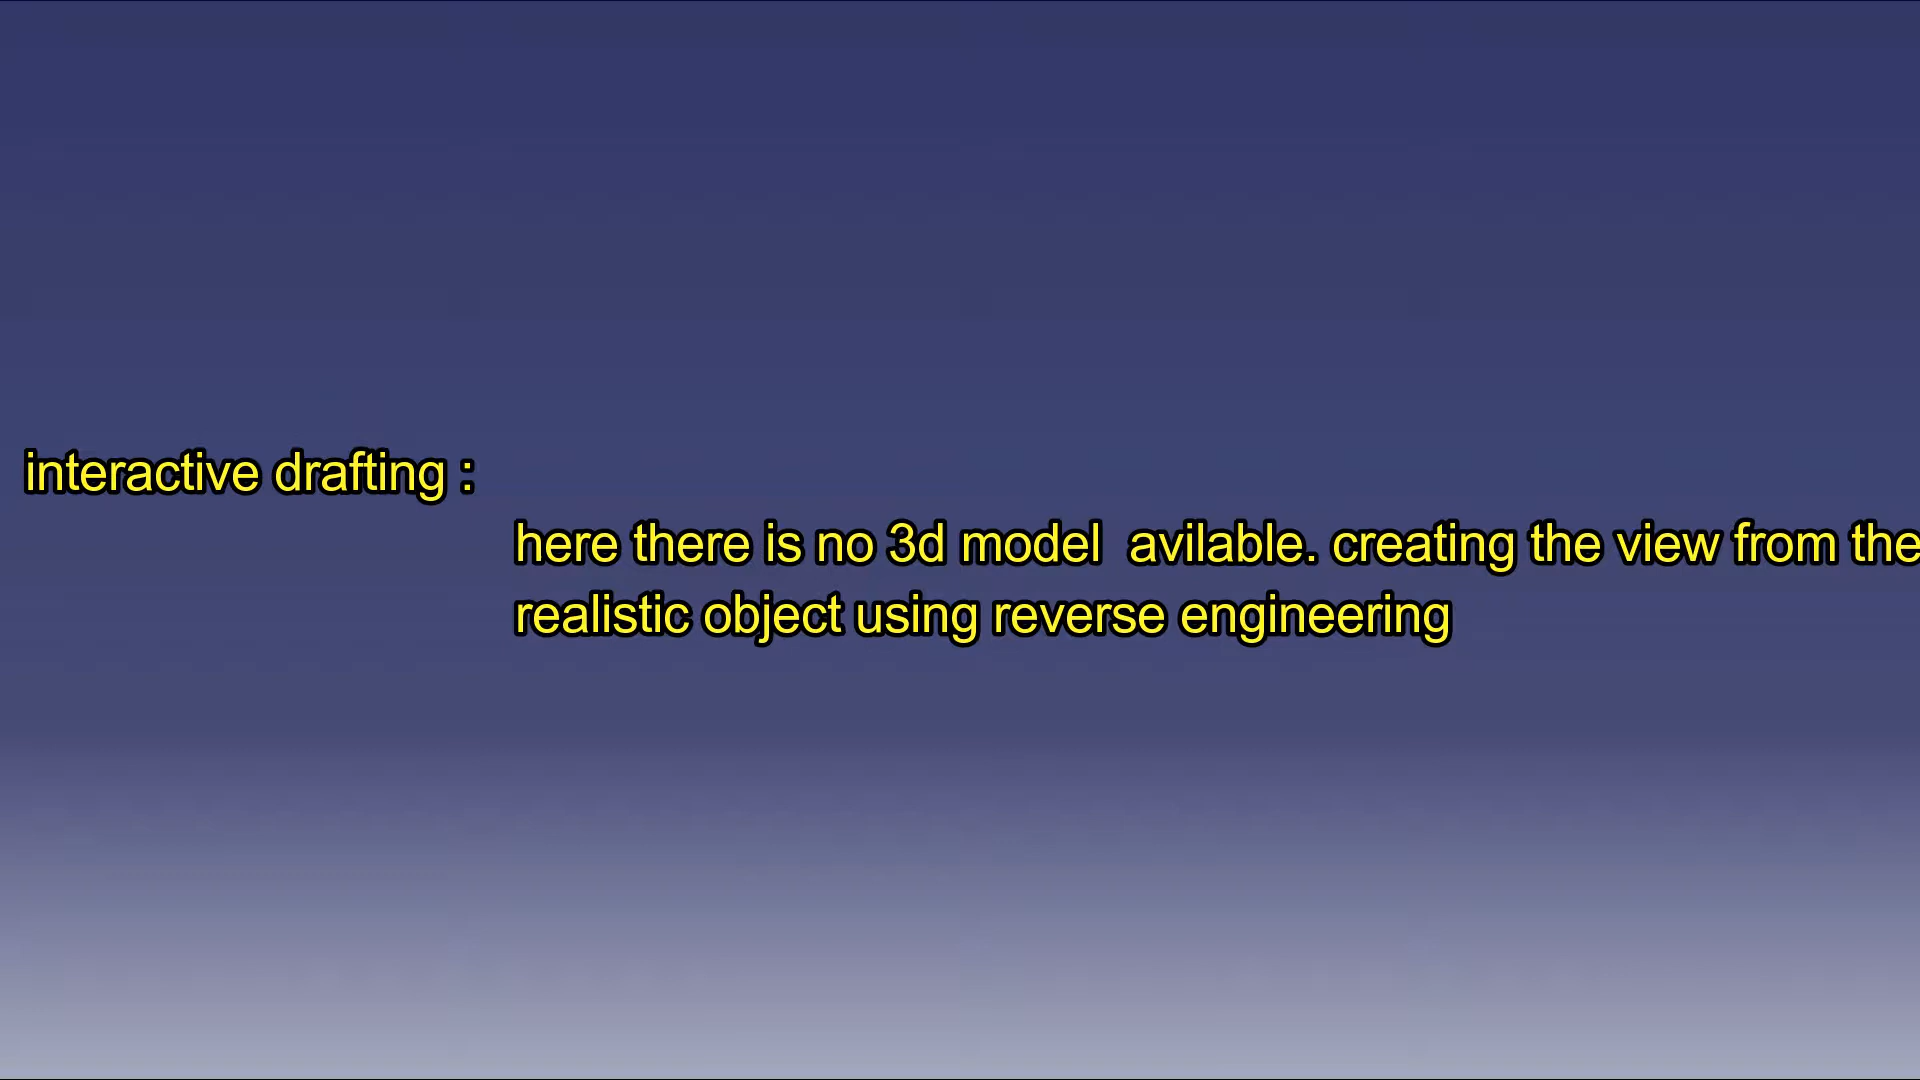 interactive drafting :
here there is no 3d model  avilable. creating the view from the
realistic object using reverse engineering